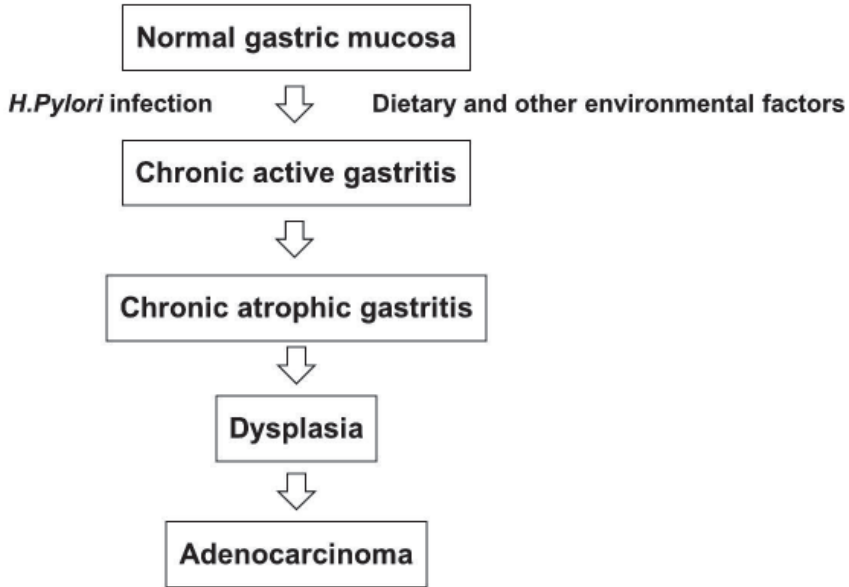 Normal gastric mucosa
H.Pylori infection
Dietary and other environmental factors
Chronic active gastritis
Chronic atrophic gastritis
Dysplasia
Adenocarcinoma